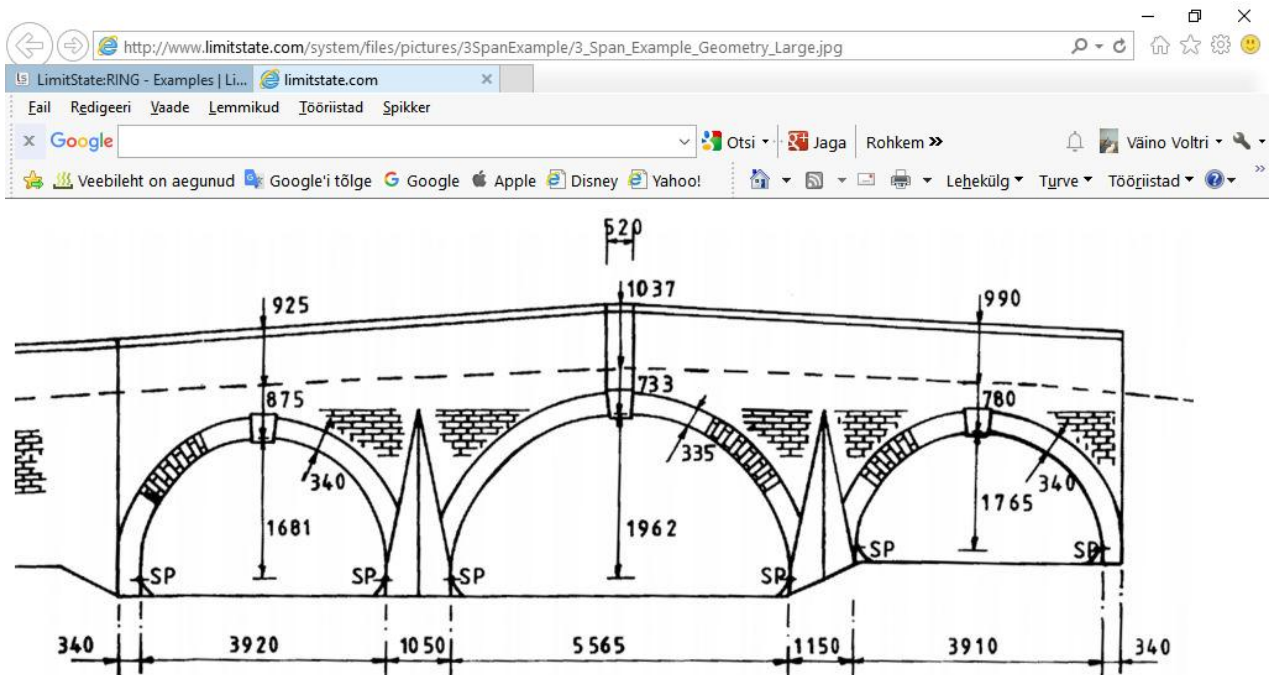 http://www.limitstate.com/system/files/pictures/3SpanExample/3_Span_Example_Geometry_Large.jpg
LimitState:RING - Examples | Li... limitstate.com
Fail Redigeeri Vaade Lemmikud Tööriistad Spikker
x Google Otsi Jaga Rohkem » Väino Voltri
Veebileht on aegunud Google'i tõlge Google Apple Disney Yahoo! Lehekülg Turve Tööriistad »
520
925 1037 990
875 733 780
340 335 340
1681 1962 1765
SP SP SP SP SP SP
340 3920 1050 5565 1150 3910 340